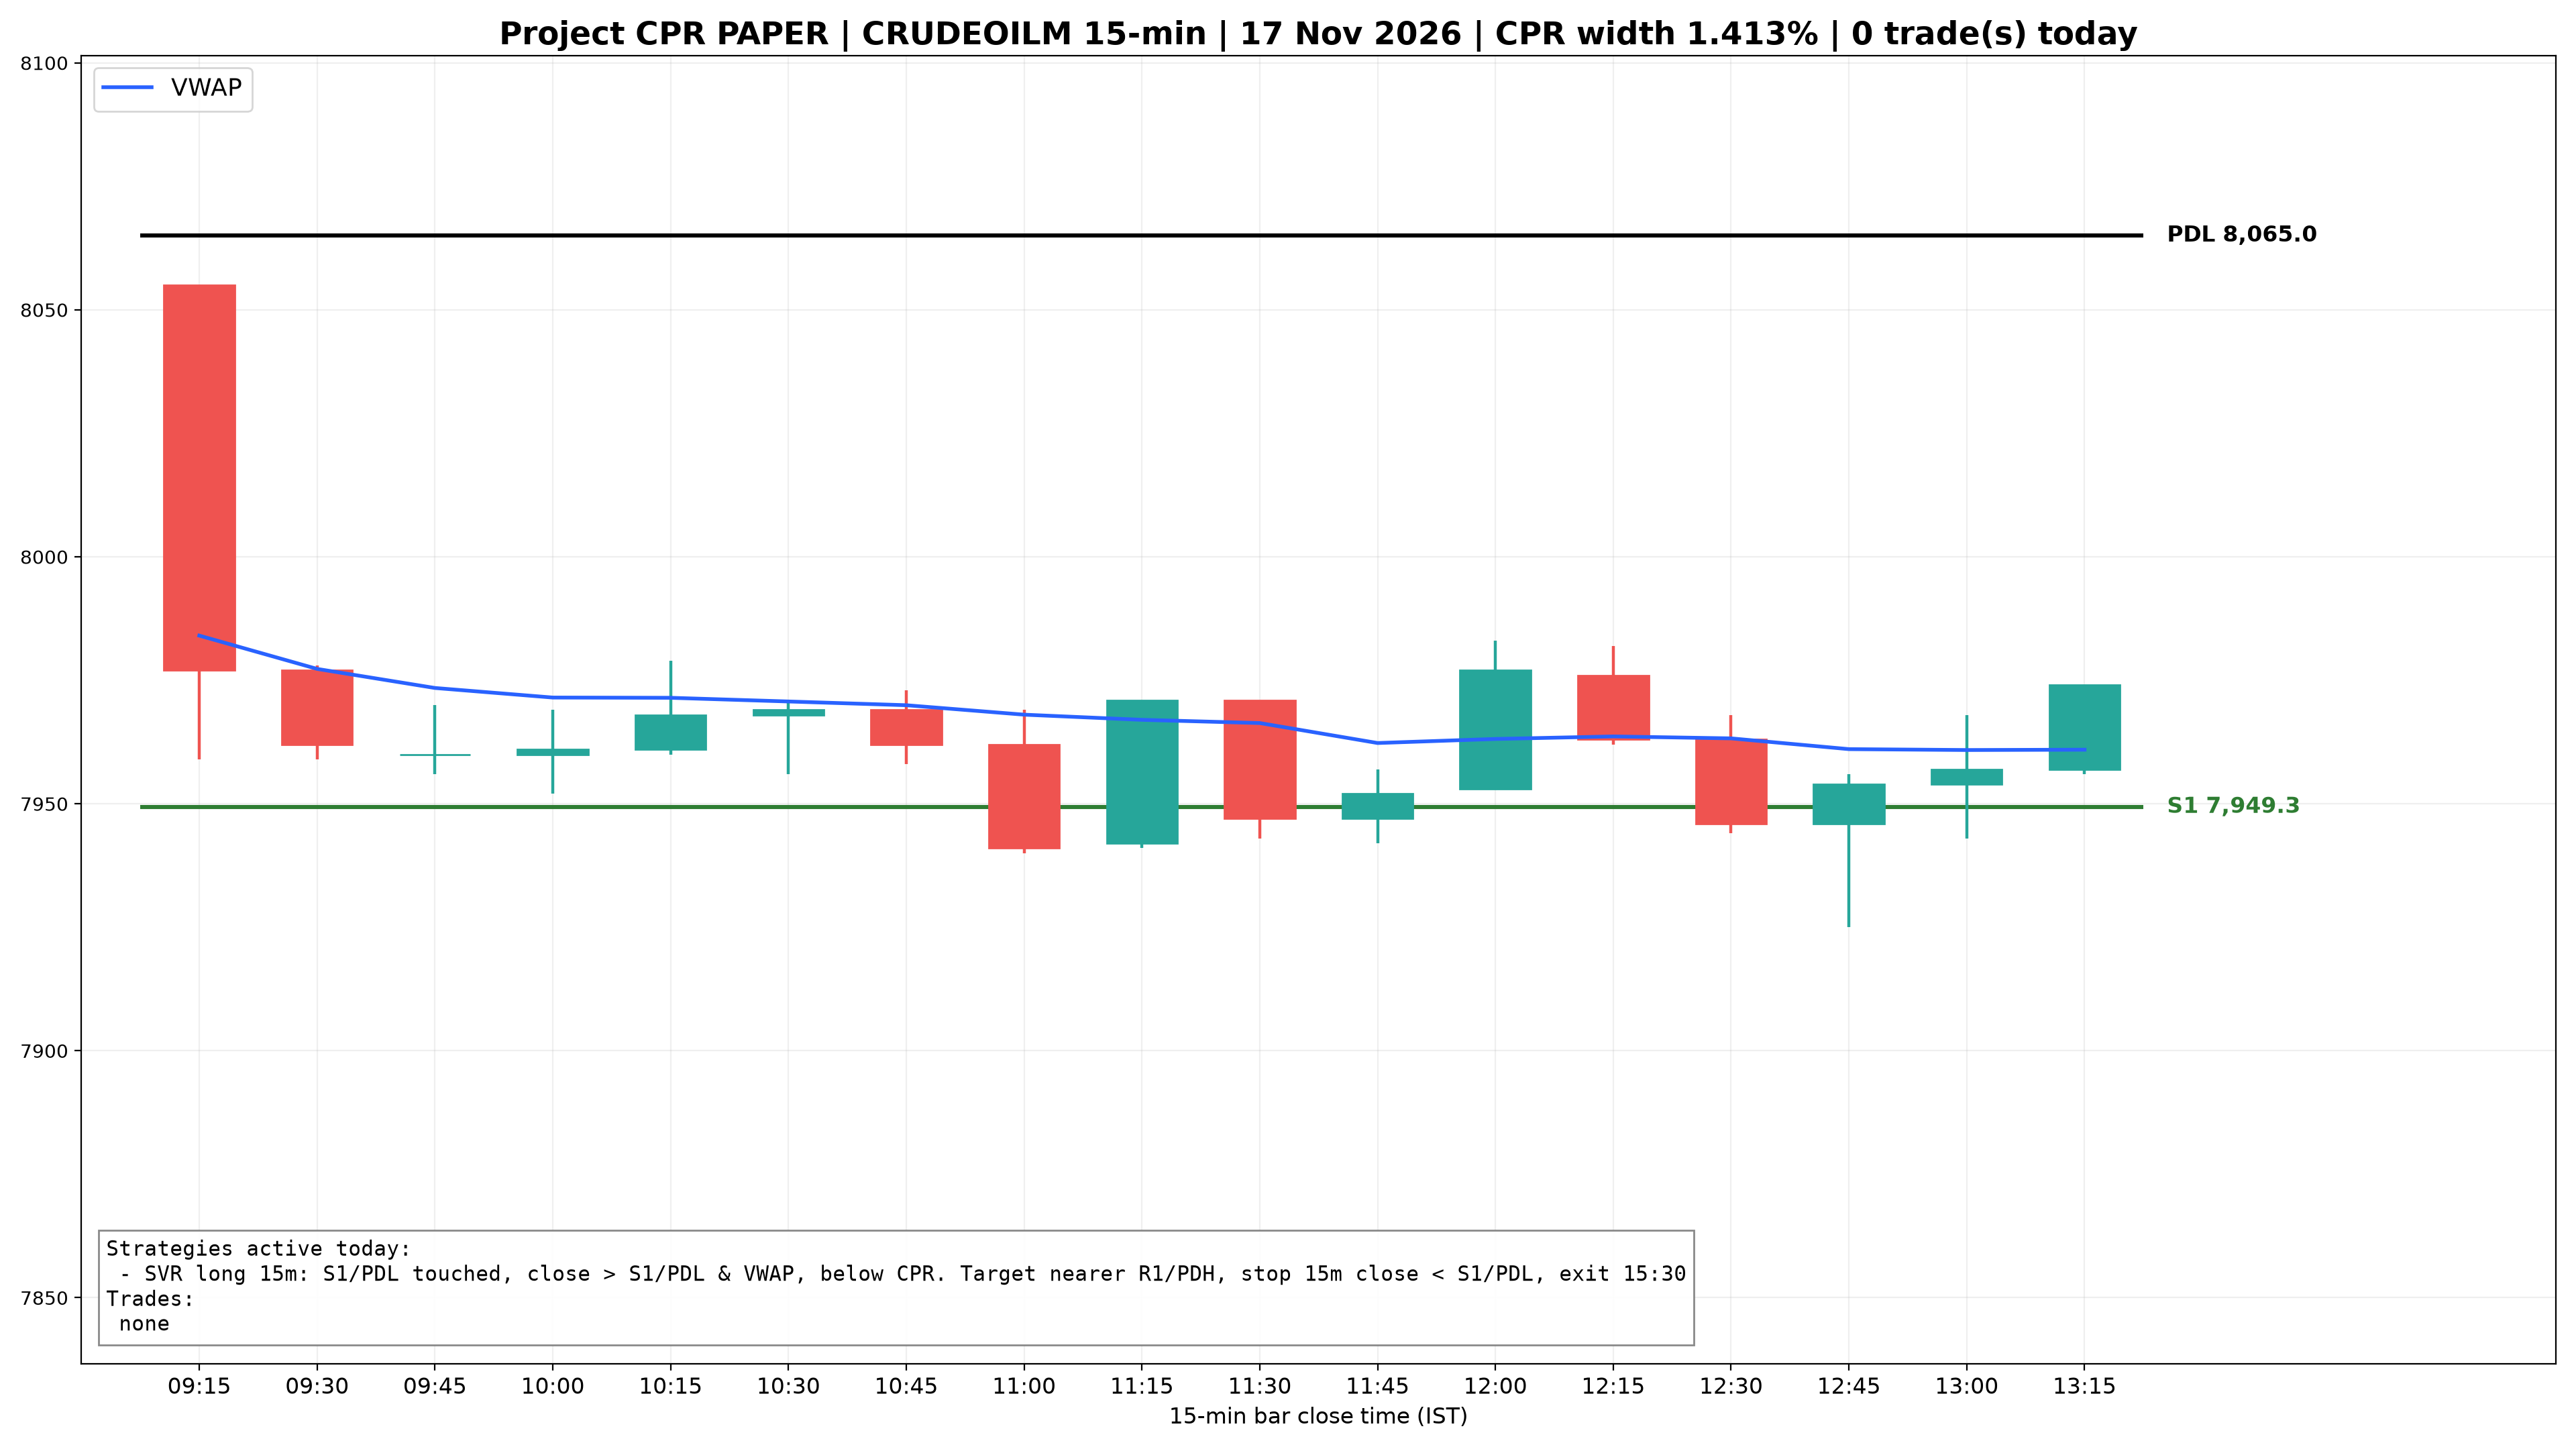 Project CPR PAPER | CRUDEOILM 15-min | 17 Nov 2026 | CPR width 1.413% | 0 trade(s) today
8100
VWAP
PDL 8,065.0
8050
8000
7950
S1 7,949.3
7900
7850
Strategies active today:
- SVR long 15m: S1/PDL touched, close > S1/PDL & VWAP, below CPR. Target nearer R1/PDH, stop 15m close < S1/PDL, exit 15:30
Trades:
none
09:15 09:30 09:45 10:00 10:15 10:30 10:45 11:00 11:15 11:30 11:45 12:00 12:15 12:30 12:45 13:00 13:15
15-min bar close time (IST)